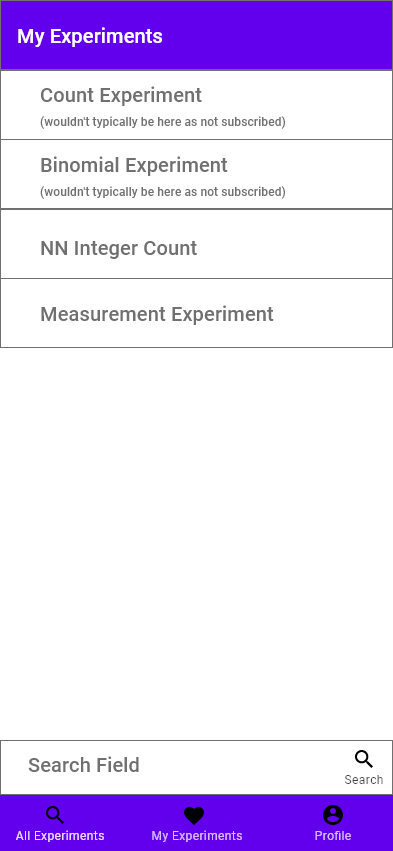 My Experiments
Count Experiment
(wouldn't typically be here as not subscribed)
Binomial Experiment
(wouldn't typically be here as not subscribed)
NN Integer Count
Measurement Experiment
Search Field
Search
All Experiments
My Experiments
Profile